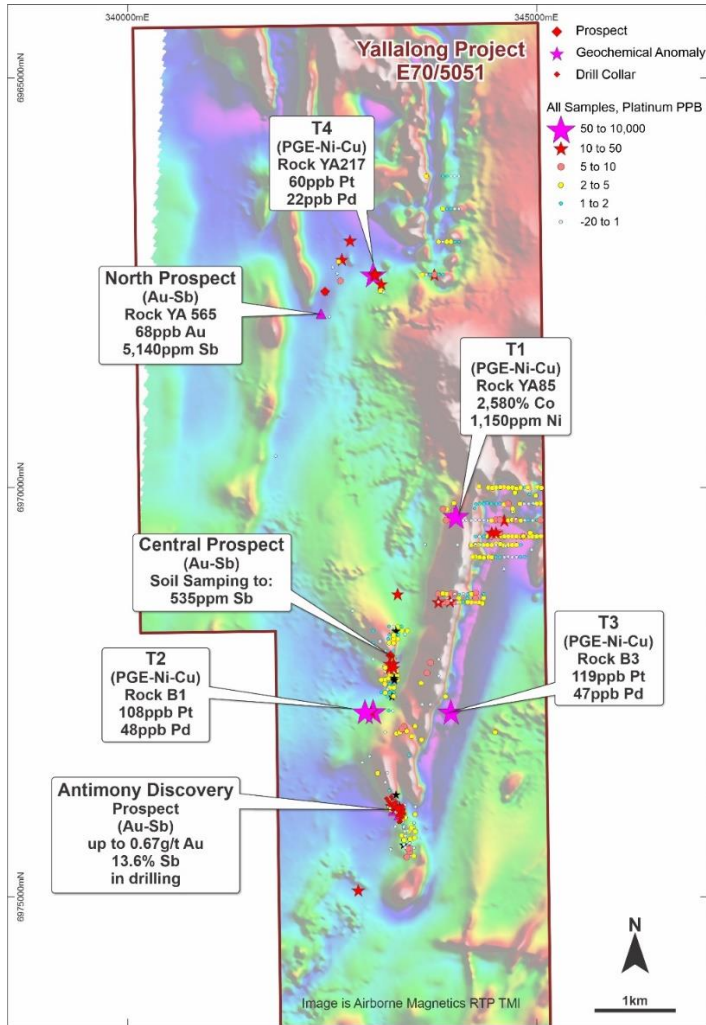 340000mE
345000mE
Yallalong Project
E70/5051
Prospect
Geochemical Anomaly
Drill Collar
All Samples, Platinum PPB
50 to 10,000
10 to 50
5 to 10
2 to 5
1 to 2
-20 to 1
6965000mN
T4
(PGE-Ni-Cu)
Rock YA217
60ppb Pt
22ppb Pd
North Prospect
(Au-Sb)
Rock YA 565
68ppb Au
5,140ppm Sb
T1
(PGE-Ni-Cu)
Rock YA85
2,580% Co
1,150ppm Ni
6970000mN
Central Prospect
(Au-Sb)
Soil Sampling to:
535ppm Sb
T3
(PGE-Ni-Cu)
Rock B3
119ppb Pt
47ppb Pd
T2
(PGE-Ni-Cu)
Rock B1
108ppb Pt
48ppb Pd
Antimony Discovery
Prospect
(Au-Sb)
up to 0.67g/t Au
13.6% Sb
in drilling
6975000mN
N
Image is Airborne Magnetics RTP TMI
1km